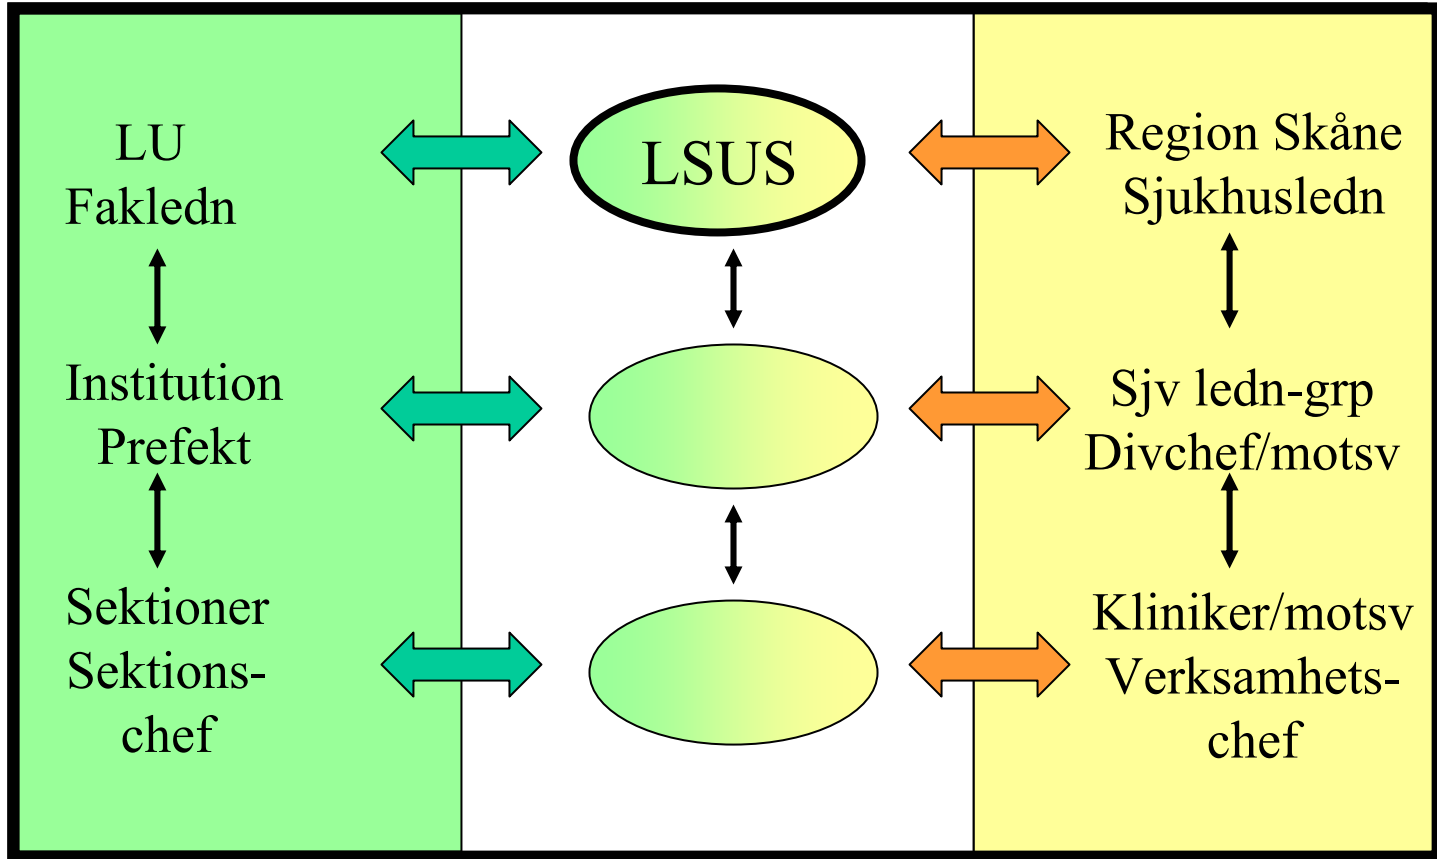 LU
Fakledn
LSUS
Region Skåne
Sjukhusledn
Institution
Prefekt
Sjv ledn-grp
Divchef/motsv
Sektioner
Sektions-
chef
Kliniker/motsv
Verksamhets-
chef